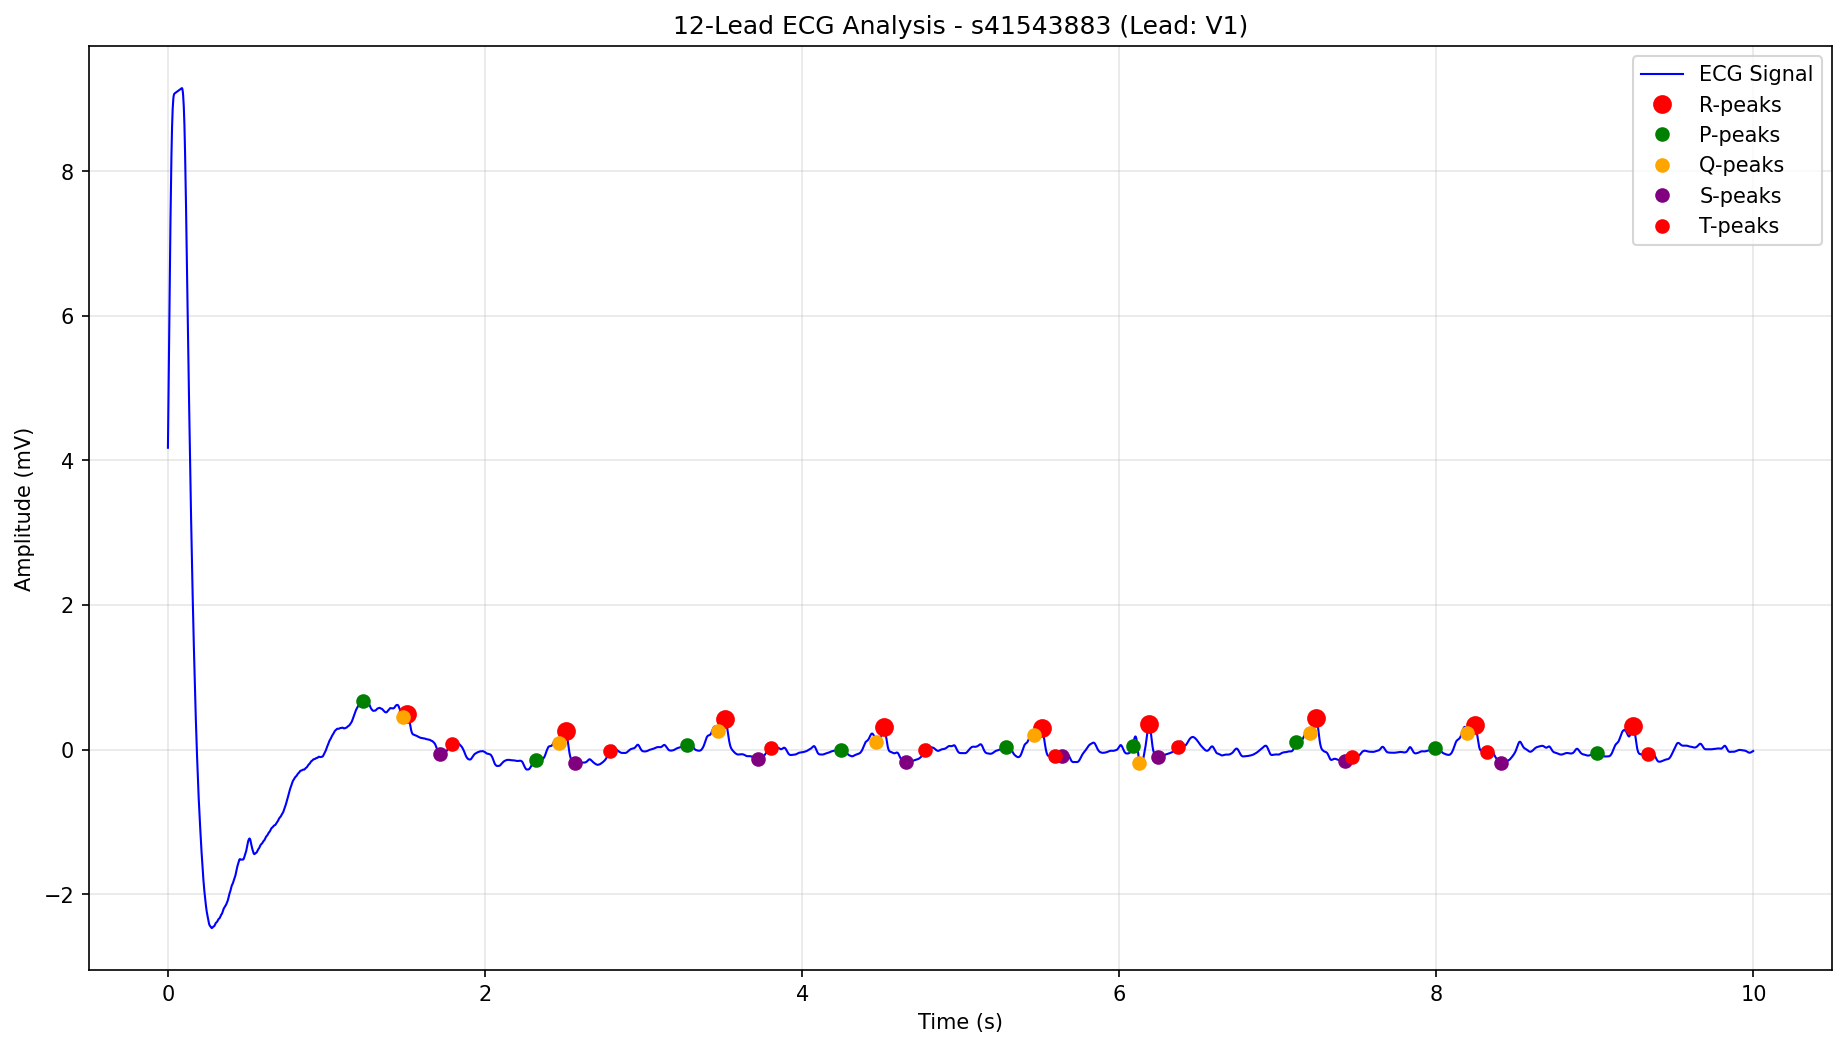 12-Lead ECG Analysis - s41543883 (Lead: V1)
ECG Signal
R-peaks
P-peaks
Q-peaks
S-peaks
T-peaks
Amplitude (mV)
8
6
4
2
0
−2
0
2
4
6
8
10
Time (s)